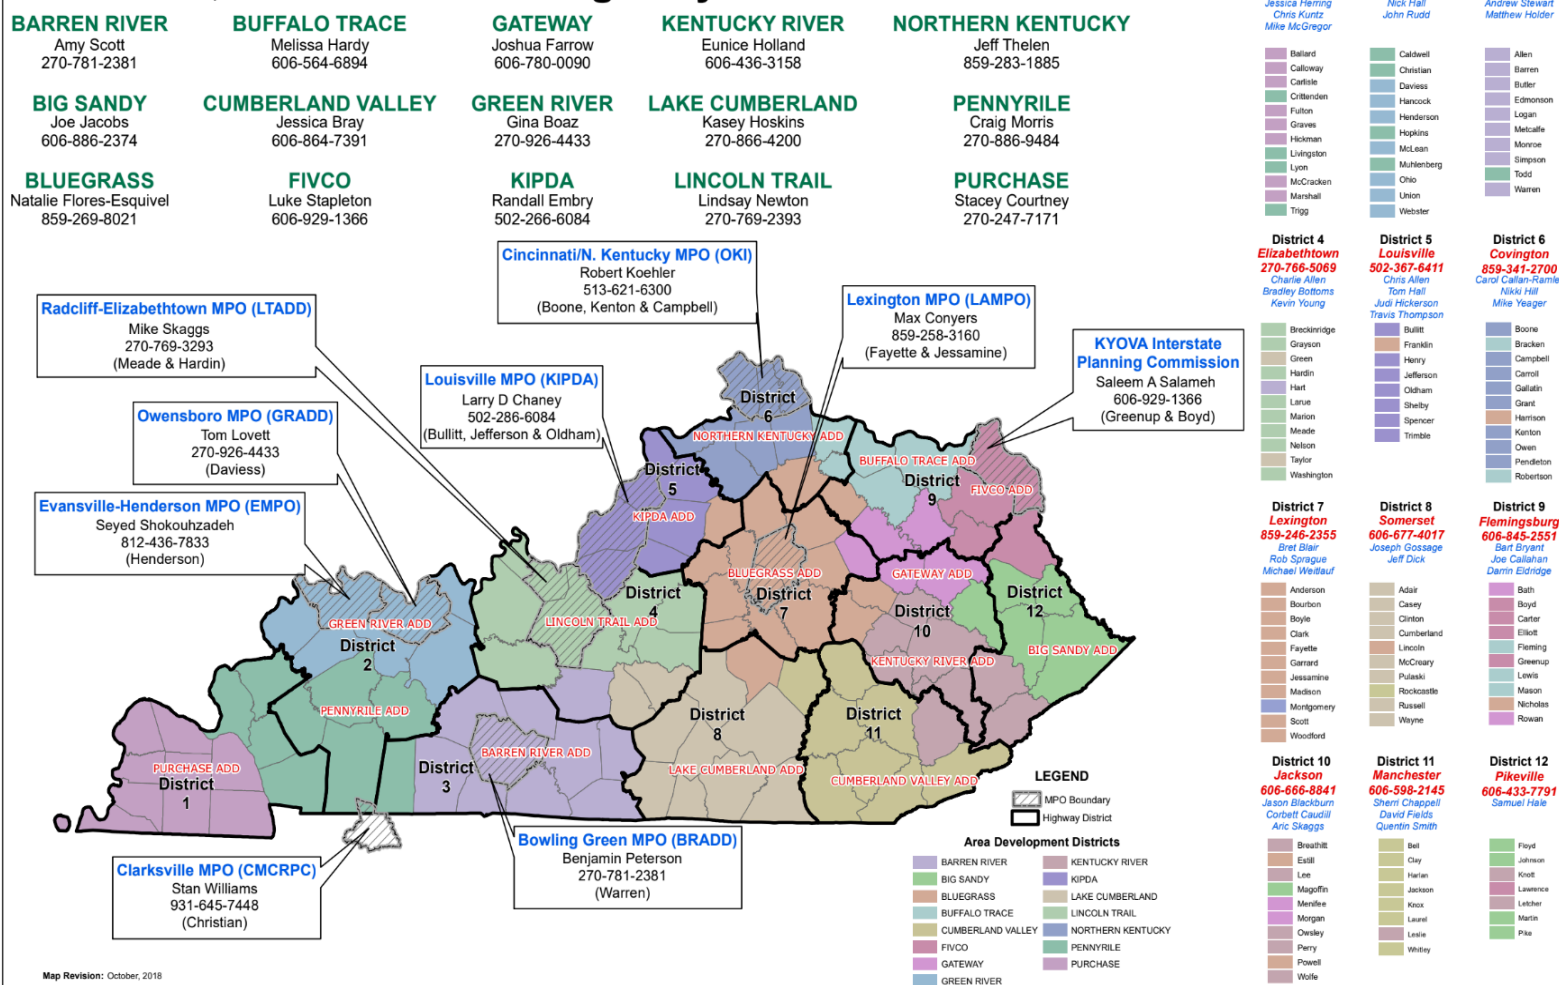 BARREN RIVER
Amy Scott
270-781-2381
BUFFALO TRACE
Melissa Hardy
606-564-6894
GATEWAY
Joshua Farrow
606-780-0090
KENTUCKY RIVER
Eunice Holland
606-436-3158
NORTHERN KENTUCKY
Jeff Thelen
859-283-1885
BIG SANDY
Joe Jacobs
606-886-2374
CUMBERLAND VALLEY
Jessica Bray
606-864-7391
GREEN RIVER
Gina Boaz
270-926-4433
LAKE CUMBERLAND
Kasey Hoskins
270-866-4200
PENNYRILE
Craig Morris
270-886-9484
BLUEGRASS
Natalie Flores-Esquivel
859-269-8021
FIVCO
Luke Stapleton
606-929-1366
KIPDA
Randall Embry
502-266-6084
LINCOLN TRAIL
Lindsay Newton
270-769-2393
PURCHASE
Stacey Courtney
270-247-7171
Cincinnati/N. Kentucky MPO (OKI)
Robert Koehler
513-621-6300
(Boone, Kenton & Campbell)
Radcliff-Elizabethtown MPO (LTADD)
Mike Skaggs
270-769-3293
(Meade & Hardin)
Lexington MPO (LAMPO)
Max Conyers
859-258-3160
(Fayette & Jessamine)
KYOVA Interstate
Planning Commission
Saleem A Salameh
606-929-1366
(Greenup & Boyd)
Louisville MPO (KIPDA)
Larry D Chaney
502-286-6084
(Bullitt, Jefferson & Oldham)
Owensboro MPO (GRADD)
Tom Lovett
270-926-4433
(Daviess)
Evansville-Henderson MPO (EMPO)
Seyed Shokouhzadeh
812-436-7833
(Henderson)
District
6
NORTHERN KENTUCKY ADD
BUFFALO TRACE ADD
District
9
FIVCO ADD
District
5
KIPDA ADD
BLUEGRASS ADD
District
7
GATEWAY ADD
District
10
District
12
BIG SANDY ADD
KENTUCKY RIVER ADD
District
4
LINCOLN TRAIL ADD
GREEN RIVER ADD
District
2
PENNYRILE ADD
PURCHASE ADD
District
1
District
3
BARREN RIVER ADD
District
8
LAKE CUMBERLAND ADD
District
11
CUMBERLAND VALLEY ADD
Clarksville MPO (CMCRPC)
Stan Williams
931-645-7448
(Christian)
Bowling Green MPO (BRADD)
Benjamin Peterson
270-781-2381
(Warren)
LEGEND
MPO Boundary
Highway District
Area Development Districts
BARREN RIVER
BIG SANDY
BLUEGRASS
BUFFALO TRACE
CUMBERLAND VALLEY
FIVCO
GATEWAY
GREEN RIVER
KENTUCKY RIVER
KIPDA
LAKE CUMBERLAND
LINCOLN TRAIL
NORTHERN KENTUCKY
PENNYRILE
PURCHASE
Map Revision: October, 2018
Jessica Herring
Chris Kuntz
Mike McGregor
Ballard
Calloway
Carlisle
Crittenden
Fulton
Graves
Hickman
Livingston
Lyon
McCracken
Marshall
Trigg
Nick Hall
John Rudd
Caldwell
Christian
Daviess
Hancock
Henderson
Hopkins
McLean
Muhlenberg
Ohio
Union
Webster
Andrew Stewart
Matthew Holder
Allen
Barren
Butler
Edmonson
Logan
Metcalfe
Monroe
Simpson
Todd
Warren
District 4
Elizabethtown
270-766-5069
Charlie Allen
Bradley Bottoms
Kevin Young
Breckinridge
Grayson
Green
Hardin
Hart
Larue
Marion
Meade
Nelson
Taylor
Washington
District 5
Louisville
502-367-6411
Chris Allen
Tom Hall
Judi Hickerson
Travis Thompson
Bullitt
Franklin
Henry
Jefferson
Oldham
Shelby
Spencer
Trimble
District 6
Covington
859-341-2700
Carol Callan-Ramle
Nikki Hill
Mike Yeager
Boone
Bracken
Campbell
Carroll
Gallatin
Grant
Harrison
Kenton
Owen
Pendleton
Robertson
District 7
Lexington
859-246-2355
Bret Blair
Rob Sprague
Michael Weitlauf
Anderson
Bourbon
Boyle
Clark
Fayette
Garrard
Jessamine
Madison
Montgomery
Scott
Woodford
District 8
Somerset
606-677-4017
Joseph Gossage
Jeff Dick
Adair
Casey
Clinton
Cumberland
Lincoln
McCreary
Pulaski
Rockcastle
Russell
Wayne
District 9
Flemingsburg
606-845-2551
Bart Bryant
Joe Callahan
Darrin Eldridge
Bath
Boyd
Carter
Elliott
Fleming
Greenup
Lewis
Mason
Nicholas
Rowan
District 10
Jackson
606-666-8841
Jason Blackburn
Corbett Caudill
Aric Skaggs
Breathitt
Estill
Lee
Magoffin
Menifee
Morgan
Owsley
Perry
Powell
Wolfe
District 11
Manchester
606-598-2145
Sherri Chappell
David Fields
Quentin Smith
Bell
Clay
Harlan
Jackson
Knox
Laurel
Leslie
Whitley
District 12
Pikeville
606-433-7791
Samuel Hale
Floyd
Johnson
Knott
Lawrence
Letcher
Martin
Pike